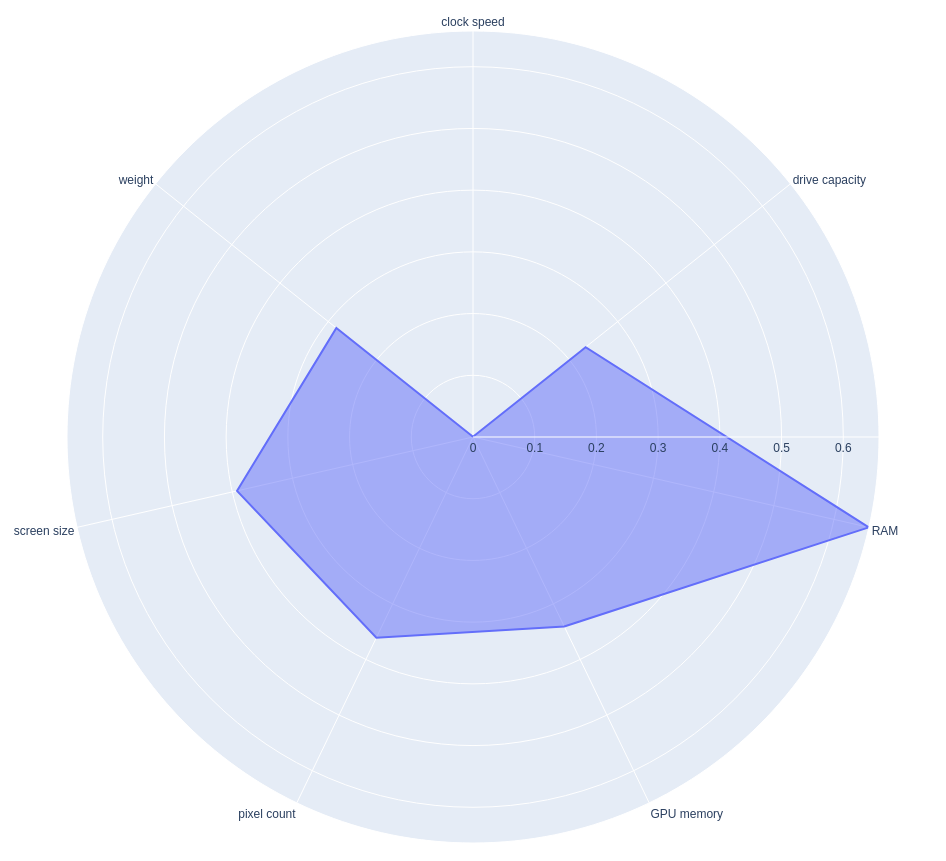 clock speed
weight
drive capacity
0 0.1 0.2 0.3 0.4 0.5 0.6
screen size
RAM
pixel count
GPU memory